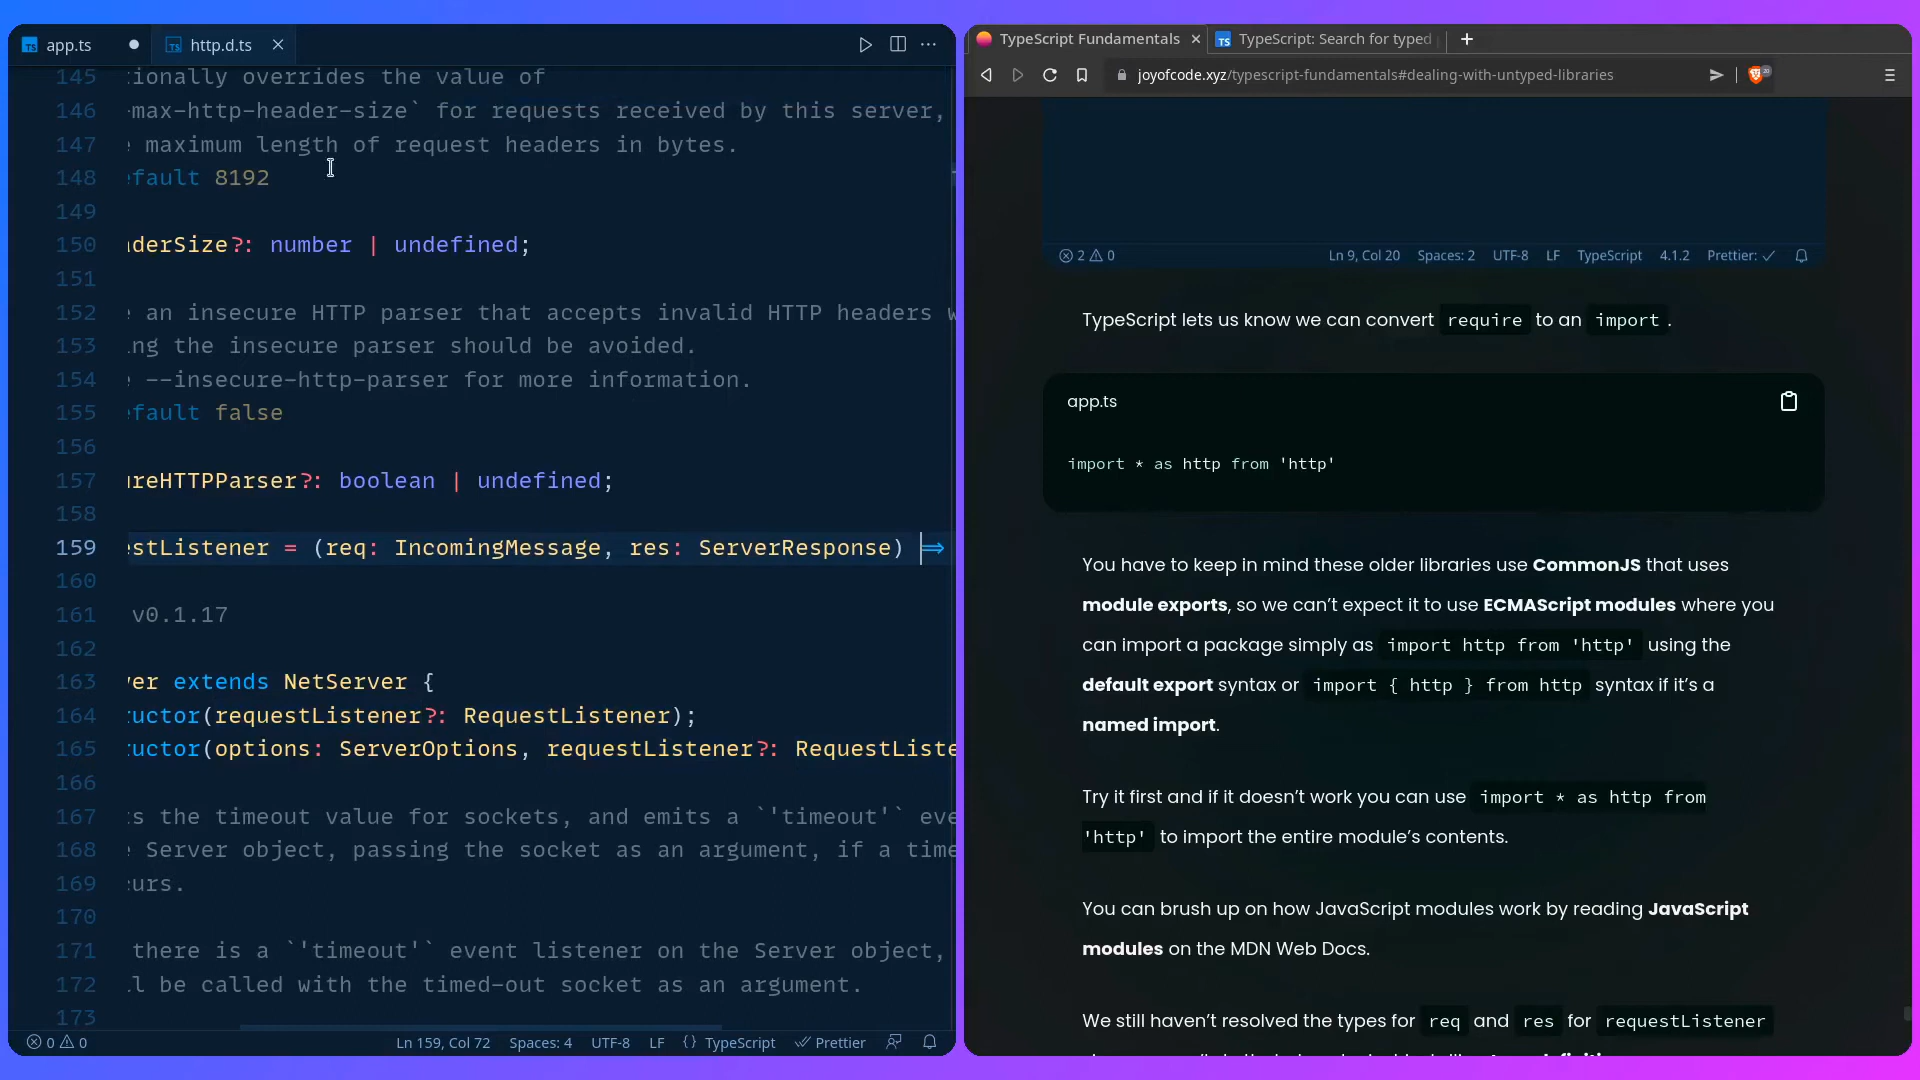 app.ts
http.d.ts
145 ionally overrides the value of
146 -max-http-header-size` for requests received by this server,
147 maximum length of request headers in bytes.
148 efault 8192
149
150 aderSize?: number | undefined;
151
152 an insecure HTTP parser that accepts invalid HTTP headers w
153 ing the insecure parser should be avoided.
154 --insecure-http-parser for more information.
155 efault false
156
157 ureHTTPParser?: boolean | undefined;
158
159 estListener = (req: IncomingMessage, res: ServerResponse) =>
160
161 v0.1.17
162
163 ver extends NetServer {
164 ructor(requestListener?: RequestListener);
165 ructor(options: ServerOptions, requestListener?: RequestListe
166
167 s the timeout value for sockets, and emits a `'timeout'` eve
168 Server object, passing the socket as an argument, if a time
169 curs.
170
171 there is a `'timeout'` event listener on the Server object,
172 ll be called with the timed-out socket as an argument.
173
0 0 Ln 159, Col 72 Spaces: 4 UTF-8 LF {} TypeScript Prettier
TypeScript Fundamentals
TypeScript: Search for typed
joyofcode.xyz/typescript-fundamentals#dealing-with-untyped-libraries
2 0 Ln 9, Col 20 Spaces: 2 UTF-8 LF TypeScript 4.1.2 Prettier:
TypeScript lets us know we can convert require to an import .
app.ts
import * as http from 'http'
You have to keep in mind these older libraries use CommonJS that uses
module exports, so we can't expect it to use ECMAScript modules where you
can import a package simply as import http from 'http' using the
default export syntax or import { http } from http syntax if it's a
named import.
Try it first and if it doesn't work you can use import * as http from
'http' to import the entire module's contents.
You can brush up on how JavaScript modules work by reading JavaScript
modules on the MDN Web Docs.
We still haven't resolved the types for req and res for requestListener